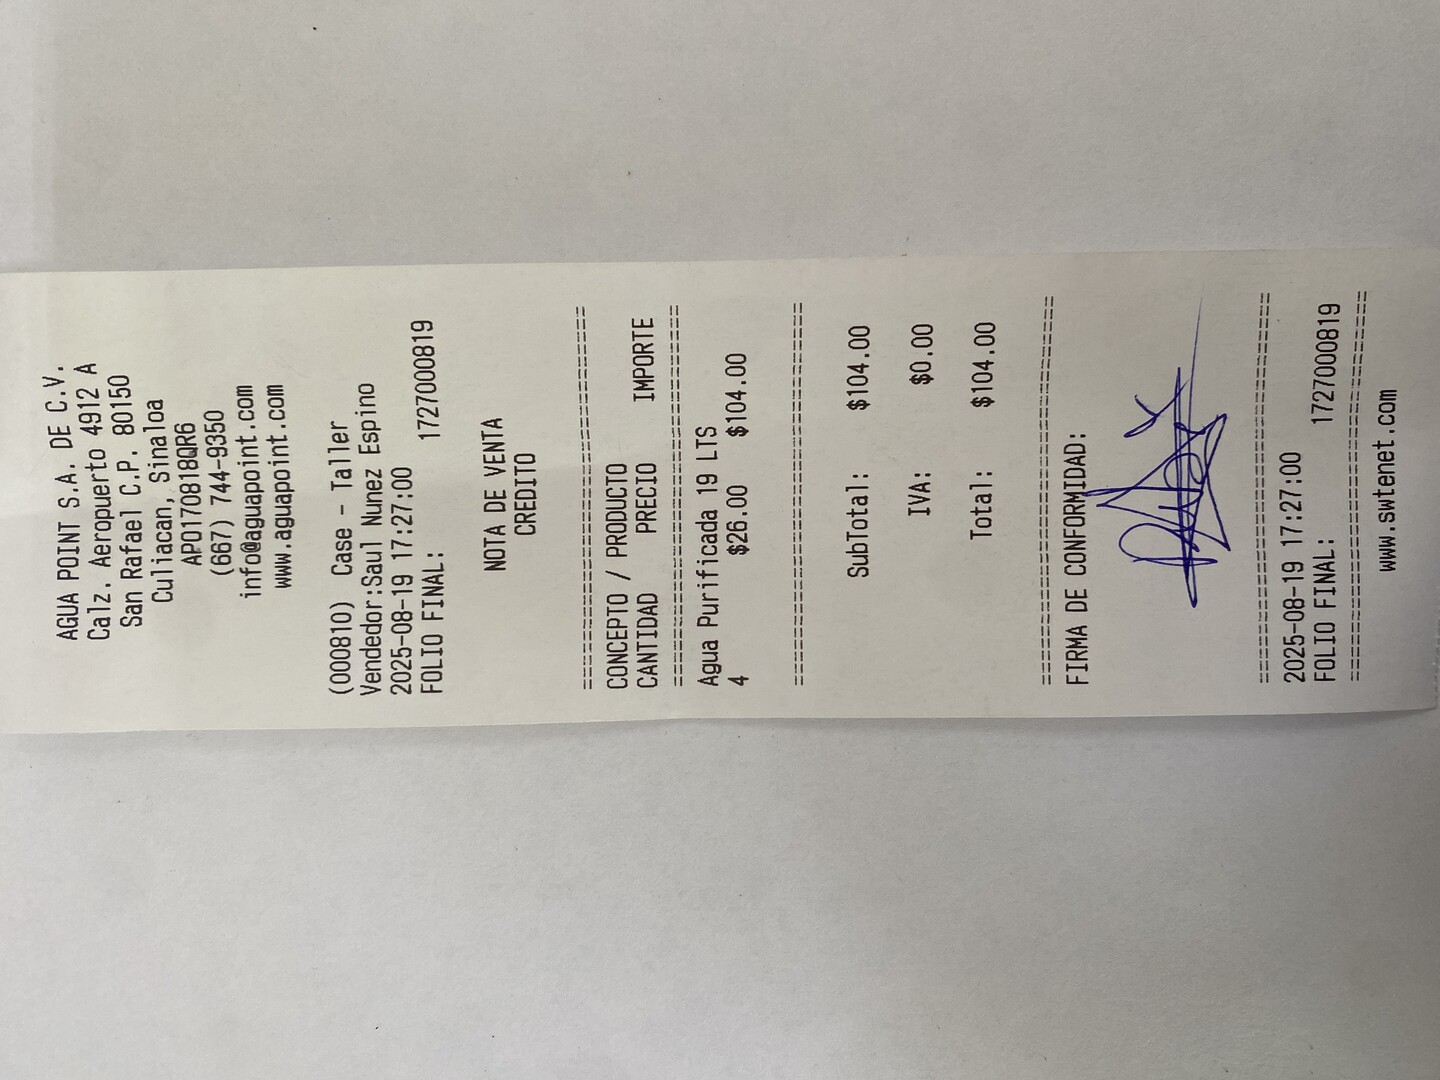 AGUA POINT S.A. DE C.V.
Calz. Aeropuerto 4912 A
San Rafael C.P. 80150
Culiacan, Sinaloa
APO170818QR6
(667) 744-9350
info@aguapoint.com
www.aguapoint.com
(000810) Case - Taller
Vendedor:Saul Nunez Espino
2025-08-19 17:27:00
FOLIO FINAL: 1727000819
NOTA DE VENTA
CREDITO
CONCEPTO / PRODUCTO
CANTIDAD PRECIO IMPORTE
Agua Purificada 19 LTS
4 $26.00 $104.00
SubTotal: $104.00
IVA: $0.00
Total: $104.00
FIRMA DE CONFORMIDAD:
2025-08-19 17:27:00
FOLIO FINAL: 1727000819
www.swtenet.com